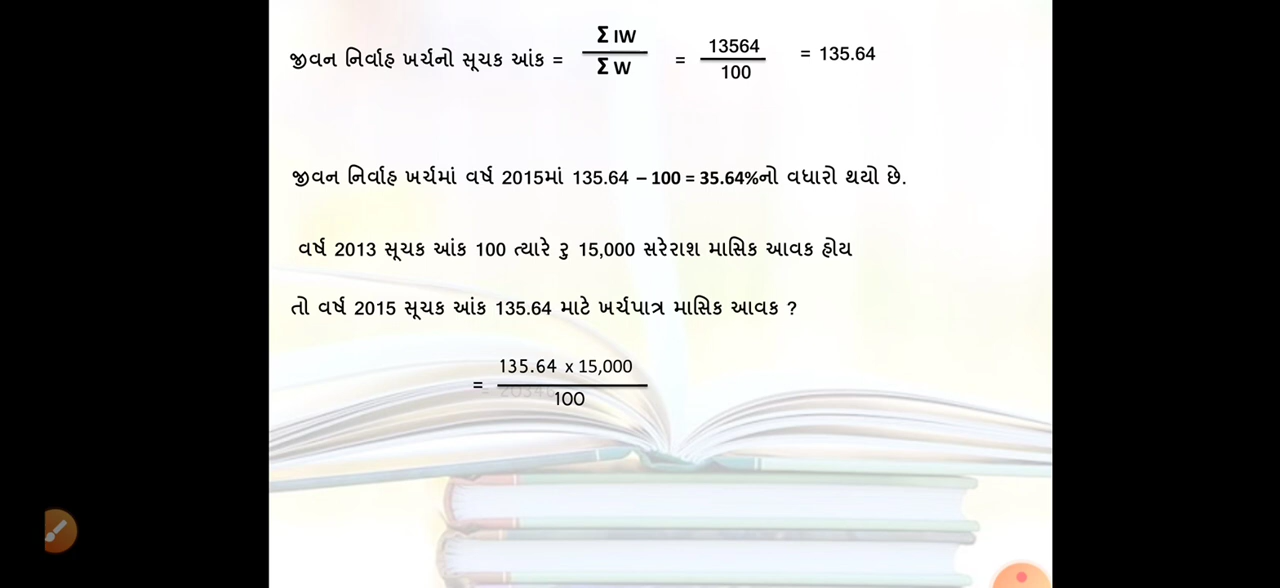 જીવન નિર્વાહ ખર્ચનો સૂચક આંક = Σ IW / Σ W = 13564 / 100 = 135.64
જીવન નિર્વાહ ખર્ચમાં વર્ષ 2015માં 135.64 – 100 = 35.64%નો વધારો થયો છે.
વર્ષ 2013 સૂચક આંક 100 ત્યારે રુ 15,000 સરેરાશ માસિક આવક હોય
તો વર્ષ 2015 સૂચક આંક 135.64 માટે ખર્ચપાત્ર માસિક આવક ?
= 135.64 x 15,000 / 100